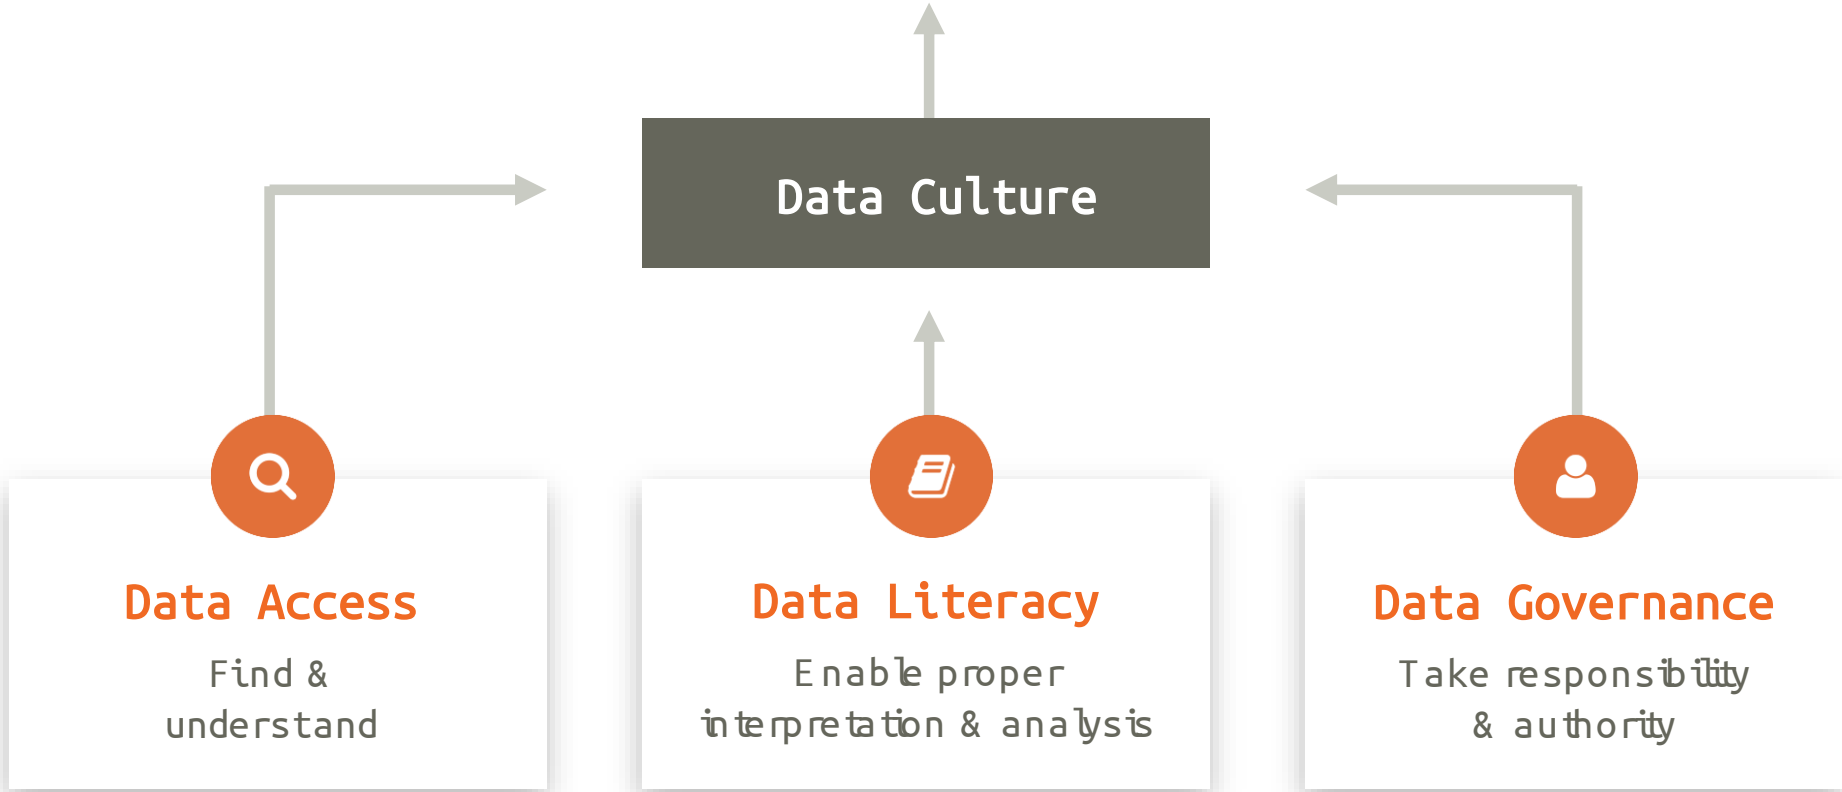 Data Culture
Data Access
Find &
understand
Data Literacy
Enable proper
interpretation & analysis
Data Governance
Take responsibility
& authority